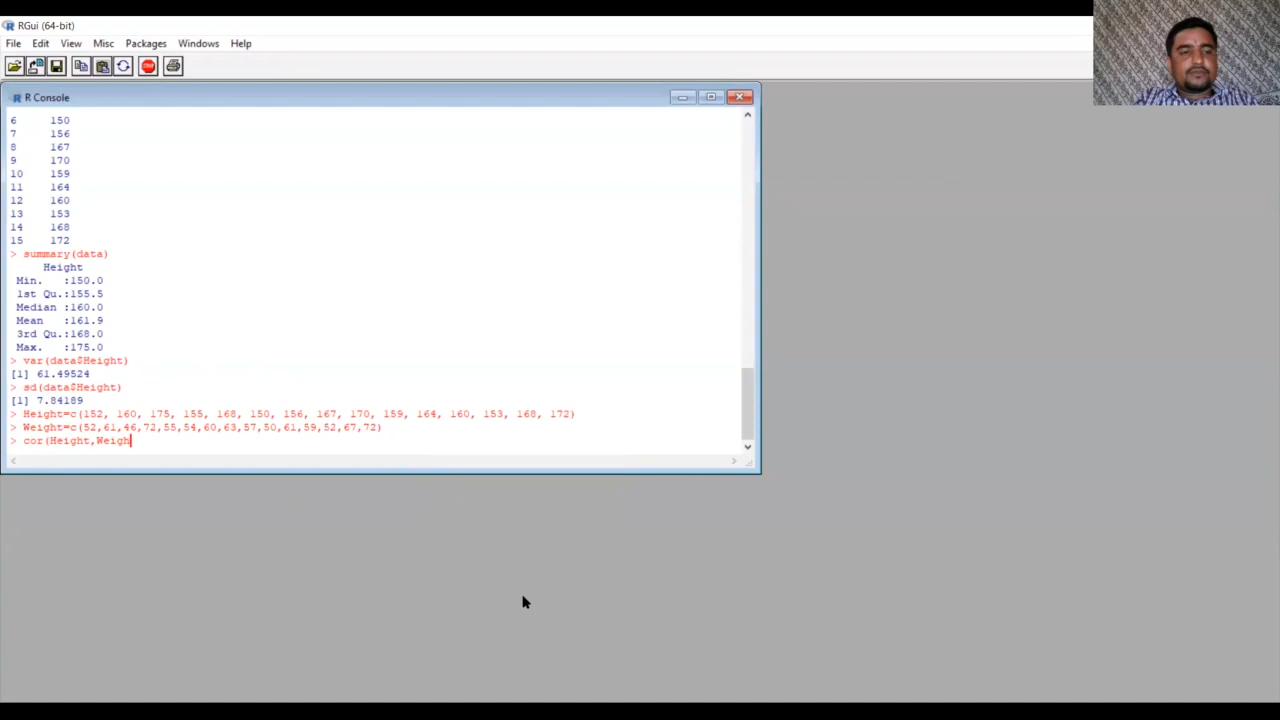 RGui (64-bit)
File Edit View Misc Packages Windows Help
STOP
R Console
6 150
7 156
8 167
9 170
10 159
11 164
12 160
13 153
14 168
15 172
> summary(data)
Height
Min. :150.0
1st Qu.:155.5
Median :160.0
Mean :161.9
3rd Qu.:168.0
Max. :175.0
> var(data$Height)
[1] 61.49524
> sd(data$Height)
[1] 7.84189
> Height=c(152, 160, 175, 155, 168, 150, 156, 167, 170, 159, 164, 160, 153, 168, 172)
> Weight=c(52,61,46,72,55,54,60,63,57,50,61,59,52,67,72)
> cor(Height,Weigh